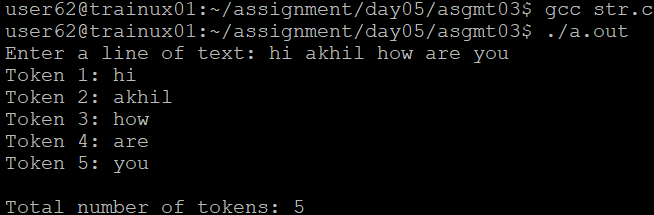 user62@trainux01:~/assignment/day05/asgmt03$ gcc str.c
user62@trainux01:~/assignment/day05/asgmt03$ ./a.out
Enter a line of text: hi akhil how are you
Token 1: hi
Token 2: akhil
Token 3: how
Token 4: are
Token 5: you
Total number of tokens: 5